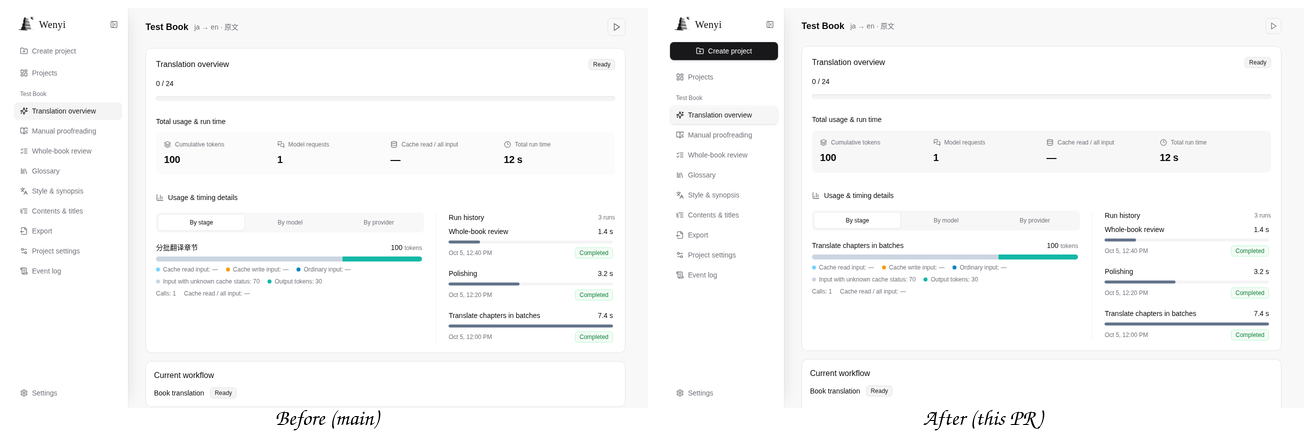 Wenyi
Create project
Projects
Test Book
Translation overview
Manual proofreading
Whole-book review
Glossary
Style & synopsis
Contents & titles
Export
Project settings
Event log
Settings
Test Book ja → en · 原文
Translation overview Ready
0 / 24
Total usage & run time
Cumulative tokens Model requests Cache read / all input Total run time
100 1 — 12 s
Usage & timing details
By stage By model By provider
分批翻译章节 100 tokens
Cache read input: — Cache write input: — Ordinary input: —
Input with unknown cache status: 70 Output tokens: 30
Calls: 1 Cache read / all input: —
Run history 3 runs
Whole-book review 1.4 s
Oct 5, 12:40 PM Completed
Polishing 3.2 s
Oct 5, 12:20 PM Completed
Translate chapters in batches 7.4 s
Oct 5, 12:00 PM Completed
Current workflow
Book translation Ready
Before (main)
Wenyi
Create project
Projects
Test Book
Translation overview
Manual proofreading
Whole-book review
Glossary
Style & synopsis
Contents & titles
Export
Project settings
Event log
Settings
Test Book ja → en · 原文
Translation overview Ready
0 / 24
Total usage & run time
Cumulative tokens Model requests Cache read / all input Total run time
100 1 — 12 s
Usage & timing details
By stage By model By provider
Translate chapters in batches 100 tokens
Cache read input: — Cache write input: — Ordinary input: —
Input with unknown cache status: 70 Output tokens: 30
Calls: 1 Cache read / all input: —
Run history 3 runs
Whole-book review 1.4 s
Oct 5, 12:40 PM Completed
Polishing 3.2 s
Oct 5, 12:20 PM Completed
Translate chapters in batches 7.4 s
Oct 5, 12:00 PM Completed
Current workflow
Book translation Ready
After (this PR)